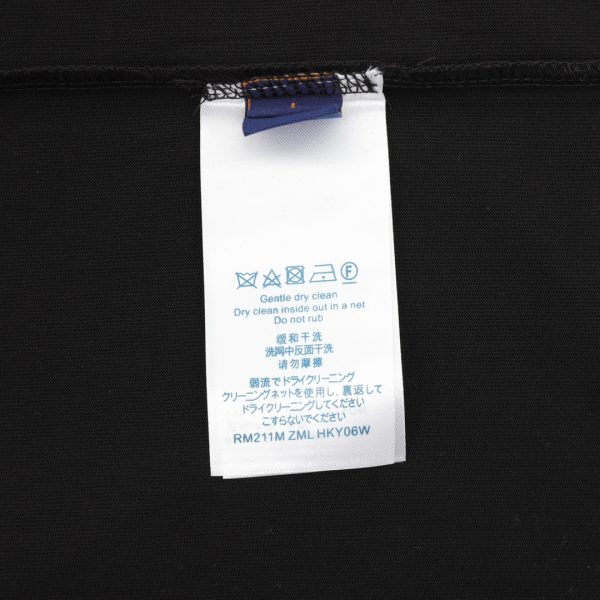 F
Gentle dry clean
Dry clean inside out in a net
Do not rub
缓和干洗
洗网中反面干洗
请勿摩擦
弱流でドライクリーニング
クリーニングネットを使用し、裏返して
ドライクリーニングしてください
こすらないでください
RM211M ZML HKY06W